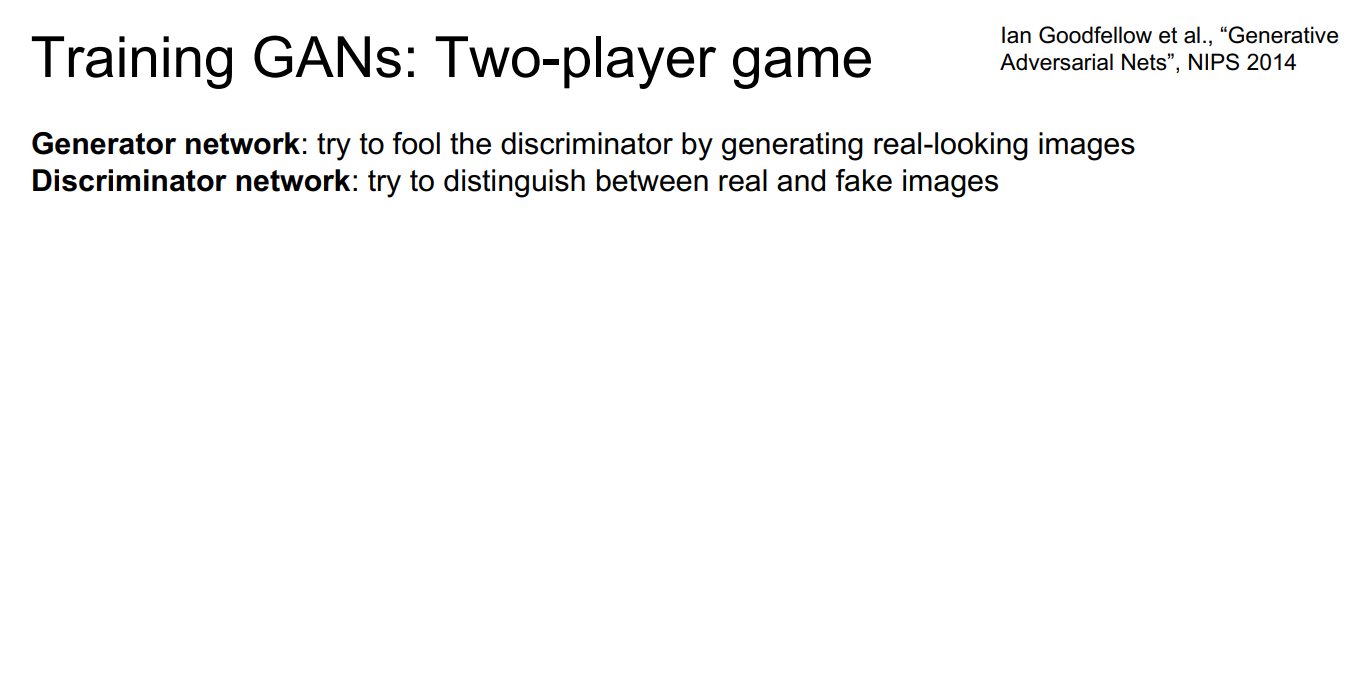 Training GANs: Two-player game
Ian Goodfellow et al., “Generative
Adversarial Nets”, NIPS 2014
Generator network: try to fool the discriminator by generating real-looking images
Discriminator network: try to distinguish between real and fake images